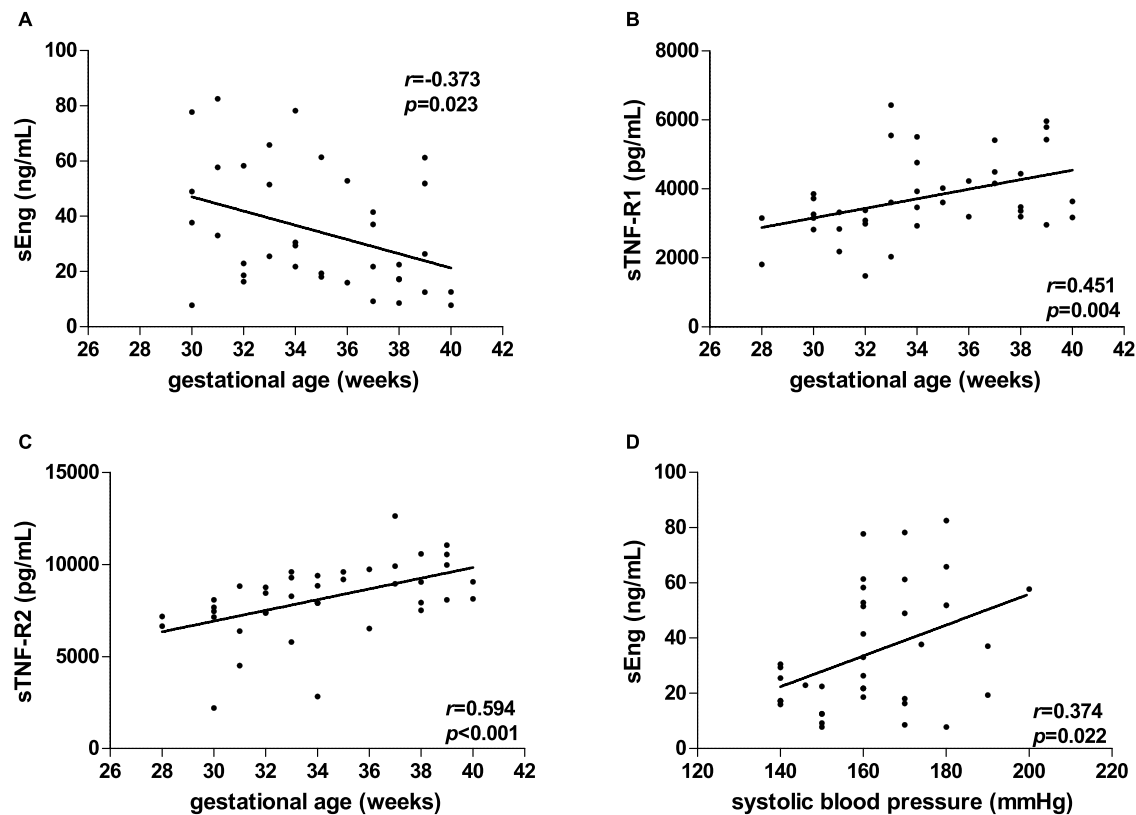 A
100
80
60
40
20
0
sEng (ng/mL)
r=-0.373
p=0.023
26 28 30 32 34 36 38 40 42
gestational age (weeks)
B
8000
6000
4000
2000
0
sTNF-R1 (pg/mL)
r=0.451
p=0.004
26 28 30 32 34 36 38 40 42
gestational age (weeks)
C
15000
10000
5000
0
sTNF-R2 (pg/mL)
r=0.594
p<0.001
26 28 30 32 34 36 38 40 42
gestational age (weeks)
D
100
80
60
40
20
0
sEng (ng/mL)
r=0.374
p=0.022
120 140 160 180 200 220
systolic blood pressure (mmHg)